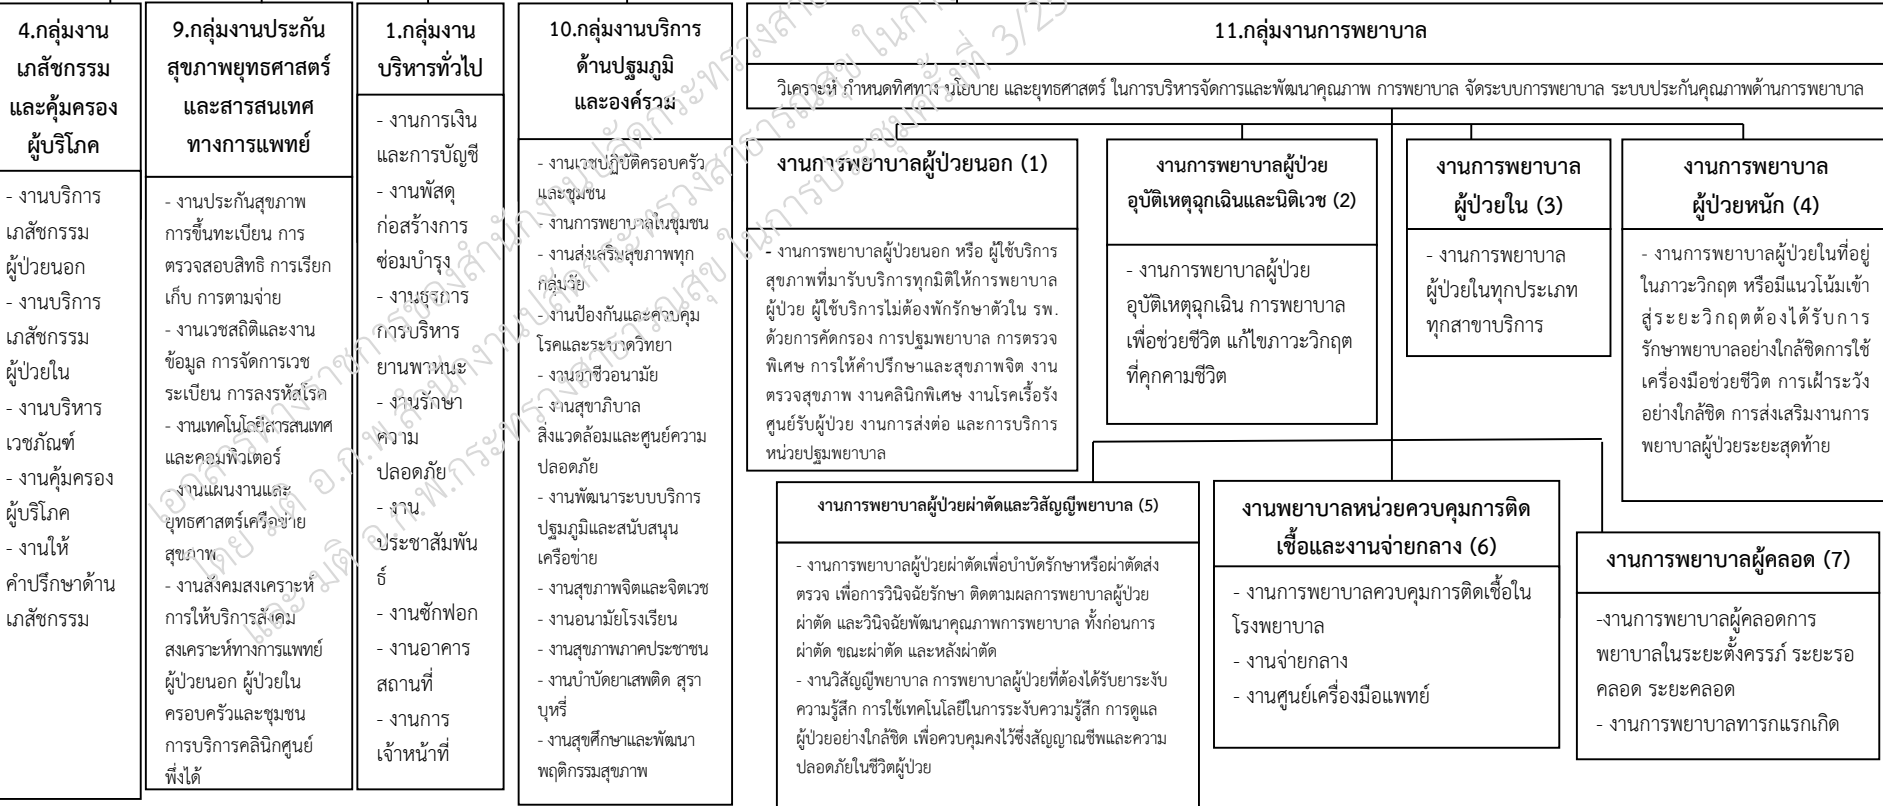 4.กลุ่มงาน
เภสัชกรรม
และคุ้มครอง
ผู้บริโภค
- งานบริการ
เภสัชกรรม
ผู้ป่วยนอก
- งานบริการ
เภสัชกรรม
ผู้ป่วยใน
- งานบริหาร
เวชภัณฑ์
- งานคุ้มครอง
ผู้บริโภค
- งานให้
คำปรึกษาด้าน
เภสัชกรรม
9.กลุ่มงานประกัน
สุขภาพยุทธศาสตร์
และสารสนเทศ
ทางการแพทย์
- งานประกันสุขภาพ
การขึ้นทะเบียน การ
ตรวจสอบสิทธิ การเรียก
เก็บ การตามจ่าย
- งานเวชสถิติและงาน
ข้อมูล การจัดการเวช
ระเบียน การลงรหัสโรค
- งานเทคโนโลยีสารสนเทศ
และคอมพิวเตอร์
- งานแผนงานและ
ยุทธศาสตร์เครือข่าย
สุขภาพ
- งานสังคมสงเคราะห์
การให้บริการสังคม
สงเคราะห์ทางการแพทย์
ผู้ป่วยนอก ผู้ป่วยใน
ครอบครัวและชุมชน
การบริการคลินิกศูนย์
พึ่งได้
1.กลุ่มงาน
บริหารทั่วไป
- งานการเงิน
และการบัญชี
- งานพัสดุ
ก่อสร้างการ
ซ่อมบำรุง
- งานธุรการ
การบริหาร
ยานพาหนะ
- งานรักษา
ความ
ปลอดภัย
- งาน
ประชาสัมพัน
ธ์
- งานซักฟอก
- งานอาคาร
สถานที่
- งานการ
เจ้าหน้าที่
10.กลุ่มงานบริการ
ด้านปฐมภูมิ
และองค์รวม
- งานเวชปฏิบัติครอบครัว
และชุมชน
- งานการพยาบาลในชุมชน
- งานส่งเสริมสุขภาพทุก
กลุ่มวัย
- งานป้องกันและควบคุม
โรคและระบาดวิทยา
- งานอาชีวอนามัย
- งานสุขาภิบาล
สิ่งแวดล้อมและศูนย์ความ
ปลอดภัย
- งานพัฒนาระบบบริการ
ปฐมภูมิและสนับสนุน
เครือข่าย
- งานสุขภาพจิตและจิตเวช
- งานอนามัยโรงเรียน
- งานสุขภาพภาคประชาชน
- งานบำบัดยาเสพติด สุรา
บุหรี่
- งานสุขศึกษาและพัฒนา
พฤติกรรมสุขภาพ
11.กลุ่มงานการพยาบาล
วิเคราะห์ กำหนดทิศทาง นโยบาย และยุทธศาสตร์ ในการบริหารจัดการและพัฒนาคุณภาพ การพยาบาล จัดระบบการพยาบาล ระบบประกันคุณภาพด้านการพยาบาล
งานการพยาบาลผู้ป่วยนอก (1)
- งานการพยาบาลผู้ป่วยนอก หรือ ผู้ใช้บริการ
สุขภาพที่มารับบริการทุกมิติให้การพยาบาล
ผู้ป่วย ผู้ใช้บริการไม่ต้องพักรักษาตัวใน รพ.
ด้วยการคัดกรอง การปฐมพยาบาล การตรวจ
พิเศษ การให้คำปรึกษาและสุขภาพจิต งาน
ตรวจสุขภาพ งานคลินิกพิเศษ งานโรคเรื้อรัง
ศูนย์รับผู้ป่วย งานการส่งต่อ และการบริการ
หน่วยปฐมพยาบาล
งานการพยาบาลผู้ป่วย
อุบัติเหตุฉุกเฉินและนิติเวช (2)
- งานการพยาบาลผู้ป่วย
อุบัติเหตุฉุกเฉิน การพยาบาล
เพื่อช่วยชีวิต แก้ไขภาวะวิกฤต
ที่คุกคามชีวิต
งานการพยาบาล
ผู้ป่วยใน (3)
- งานการพยาบาล
ผู้ป่วยในทุกประเภท
ทุกสาขาบริการ
งานการพยาบาล
ผู้ป่วยหนัก (4)
- งานการพยาบาลผู้ป่วยในที่อยู่
ในภาวะวิกฤต หรือมีแนวโน้มเข้า
สู่ระยะวิกฤตต้องได้รับการ
รักษาพยาบาลอย่างใกล้ชิดการใช้
เครื่องมือช่วยชีวิต การเฝ้าระวัง
อย่างใกล้ชิด การส่งเสริมงานการ
พยาบาลผู้ป่วยระยะสุดท้าย
งานการพยาบาลผู้ป่วยผ่าตัดและวิสัญญีพยาบาล (5)
- งานการพยาบาลผู้ป่วยผ่าตัดเพื่อบำบัดรักษาหรือผ่าตัดส่ง
ตรวจ เพื่อการวินิจฉัยรักษา ติดตามผลการพยาบาลผู้ป่วย
ผ่าตัด และวินิจฉัยพัฒนาคุณภาพการพยาบาล ทั้งก่อนการ
ผ่าตัด ขณะผ่าตัด และหลังผ่าตัด
- งานวิสัญญีพยาบาล การพยาบาลผู้ป่วยที่ต้องได้รับยาระงับ
ความรู้สึก การใช้เทคโนโลยีในการระงับความรู้สึก การดูแล
ผู้ป่วยอย่างใกล้ชิด เพื่อควบคุมคงไว้ซึ่งสัญญาณชีพและความ
ปลอดภัยในชีวิตผู้ป่วย
งานพยาบาลหน่วยควบคุมการติด
เชื้อและงานจ่ายกลาง (6)
- งานการพยาบาลควบคุมการติดเชื้อใน
โรงพยาบาล
- งานจ่ายกลาง
- งานศูนย์เครื่องมือแพทย์
งานการพยาบาลผู้คลอด (7)
-งานการพยาบาลผู้คลอดการ
พยาบาลในระยะตั้งครรภ์ ระยะรอ
คลอด ระยะคลอด
- งานการพยาบาลทารกแรกเกิด